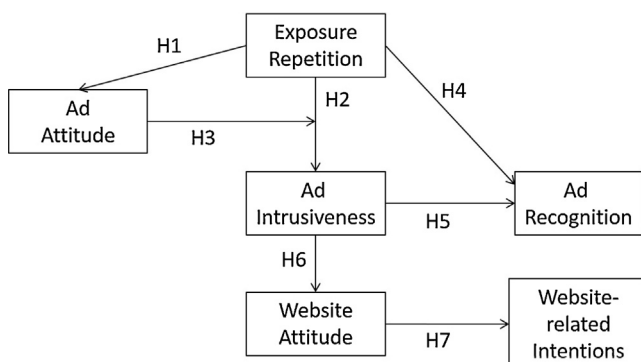 Exposure
Repetition
H1
H2
H4
Ad
Attitude
H3
Ad
Intrusiveness
H5
Ad
Recognition
H6
Website
Attitude
H7
Website-
related
Intentions